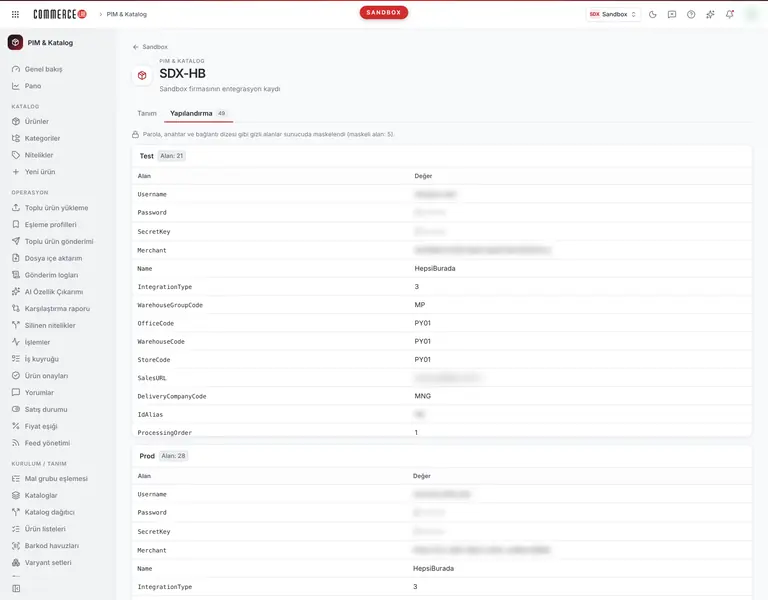 COMMERCE
PIM & Katalog
SANDBOX
SDX Sandbox
PIM & Katalog
Genel bakış
Pano
KATALOG
Ürünler
Kategoriler
Nitelikler
Yeni ürün
OPERASYON
Toplu ürün yükleme
Eşleme profilleri
Toplu ürün gönderimi
Dosya içe aktarım
Gönderim logları
AI Özellik Çıkarımı
Karşılaştırma raporu
Silinen nitelikler
İşlemler
İş kuyruğu
Ürün onayları
Yorumlar
Satış durumu
Fiyat eşiği
Feed yönetimi
KURULUM / TANIM
Mal grubu eşlemesi
Kataloglar
Katalog dağıtıcı
Ürün listeleri
Barkod havuzları
Varyant setleri
Sandbox
PIM & KATALOG
SDX-HB
Sandbox firmasının entegrasyon kaydı
Tanım
Yapılandırma 49
Parola, anahtar ve bağlantı dizesi gibi gizli alanlar sunucuda maskelendi (maskeli alan: 5).
Test Alan: 21
Alan Değer
Username
Password
SecretKey
Merchant
Name HepsiBurada
IntegrationType 3
WarehouseGroupCode MP
OfficeCode PY01
WarehouseCode PY01
StoreCode PY01
SalesURL
DeliveryCompanyCode MNG
IdAlias
ProcessingOrder 1
Prod Alan: 28
Alan Değer
Username
Password
SecretKey
Merchant
Name HepsiBurada
IntegrationType 3